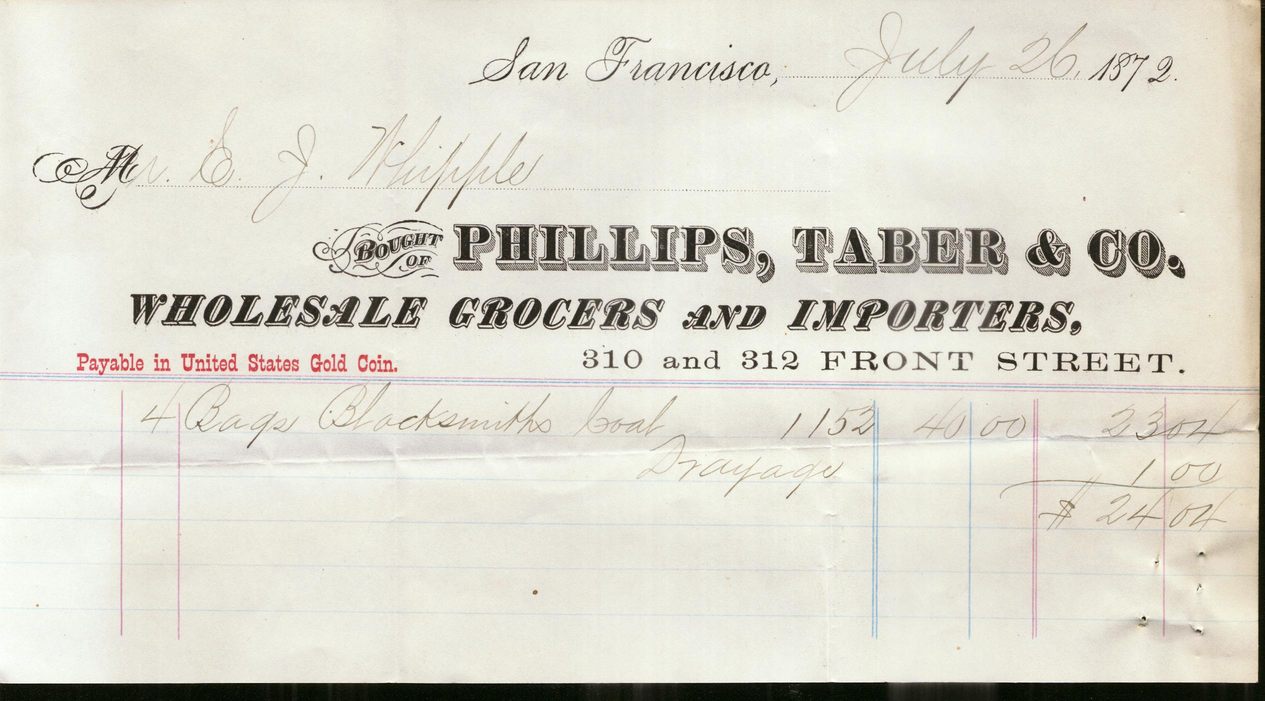 San Francisco, July 26, 1872.
Mr. E. J. Whipple
BOUGHT OF PHILLIPS, TABER & CO.
WHOLESALE GROCERS AND IMPORTERS,
Payable in United States Gold Coin. 310 and 312 FRONT STREET.
4 Bags Blacksmiths Coal 1152 40 00 23 04
Drayage 1 00
$ 24 04